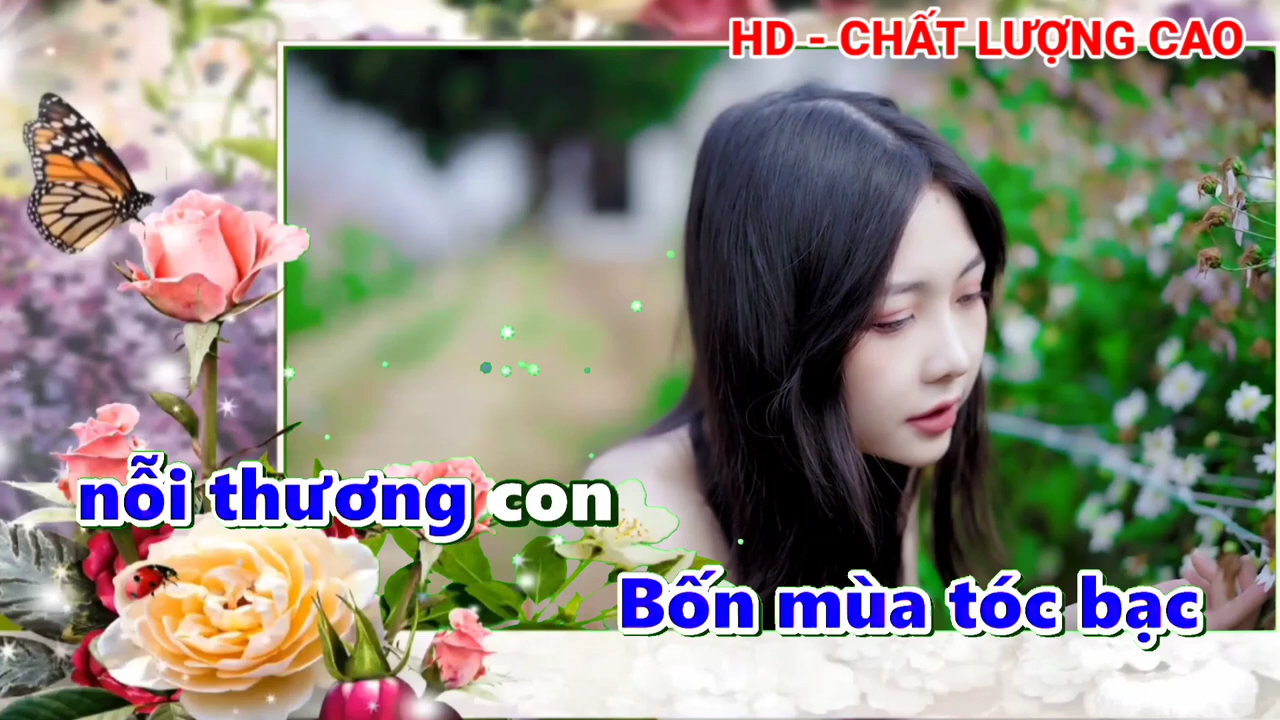 HD - CHẤT LƯỢNG CAO
nỗi thương con
Bốn mùa tóc bạc